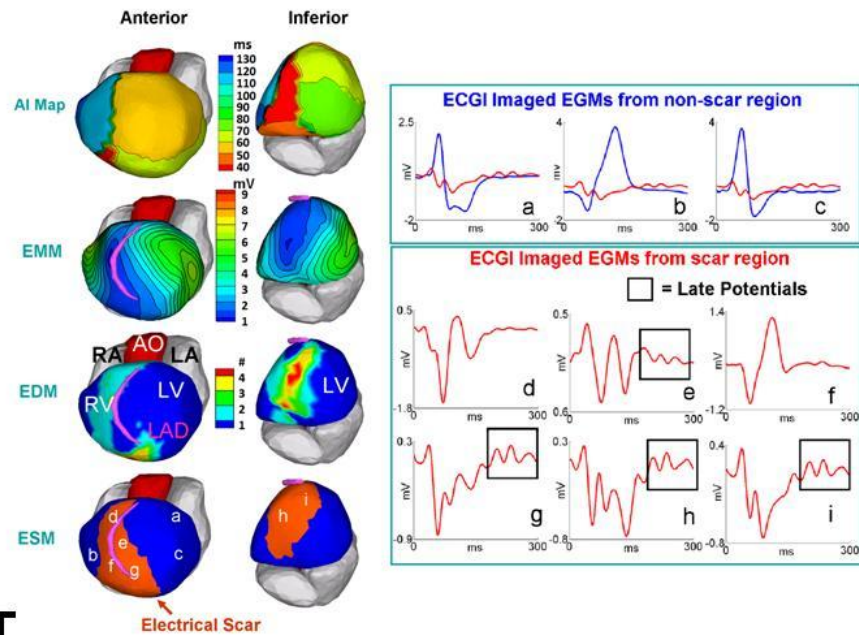 Anterior
Inferior
AI Map
ms
130
120
110
100
90
80
70
60
50
40
EMM
mV
9
8
7
6
5
4
3
2
1
EDM
RA
AO
LA
RV
LV
LAD
#
4
3
2
1
LV
ESM
d
a
b
e
c
f
g
h
i
Electrical Scar
ECGI Imaged EGMs from non-scar region
2.5
mV
-2
0
ms
300
a
4
-2
0
ms
300
b
4
mV
-2
0
ms
300
c
ECGI Imaged EGMs from scar region
= Late Potentials
0.5
mV
-1.8
0
ms
300
d
mV
0.6
0
ms
300
e
1.4
mV
-1.2
0
ms
300
f
0.3
mV
-0.9
0
ms
300
g
0.3
mV
-0.8
0
ms
300
h
0.4
mV
-0.8
0
ms
300
i
T